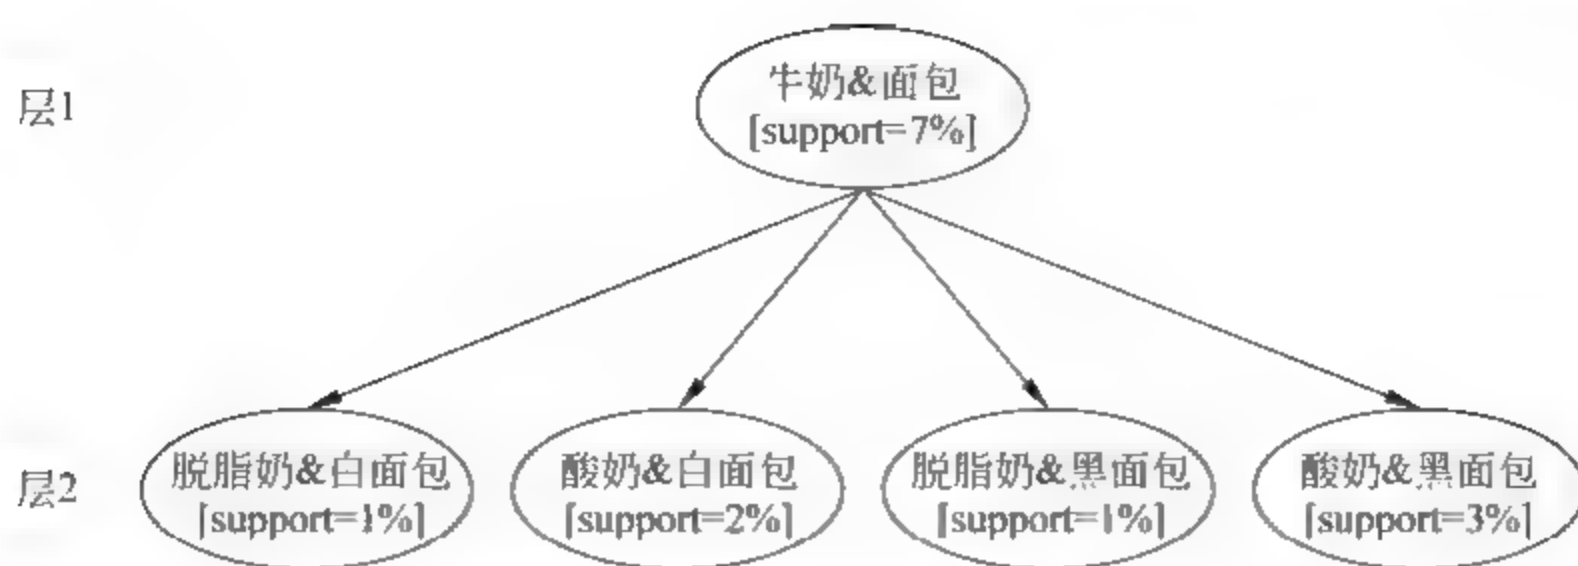 层1
牛奶&面包
[support=7%]
层2
脱脂奶&白面包
[support=1%]
酸奶&白面包
[support=2%]
脱脂奶&黑面包
[support=1%]
酸奶&黑面包
[support=3%]